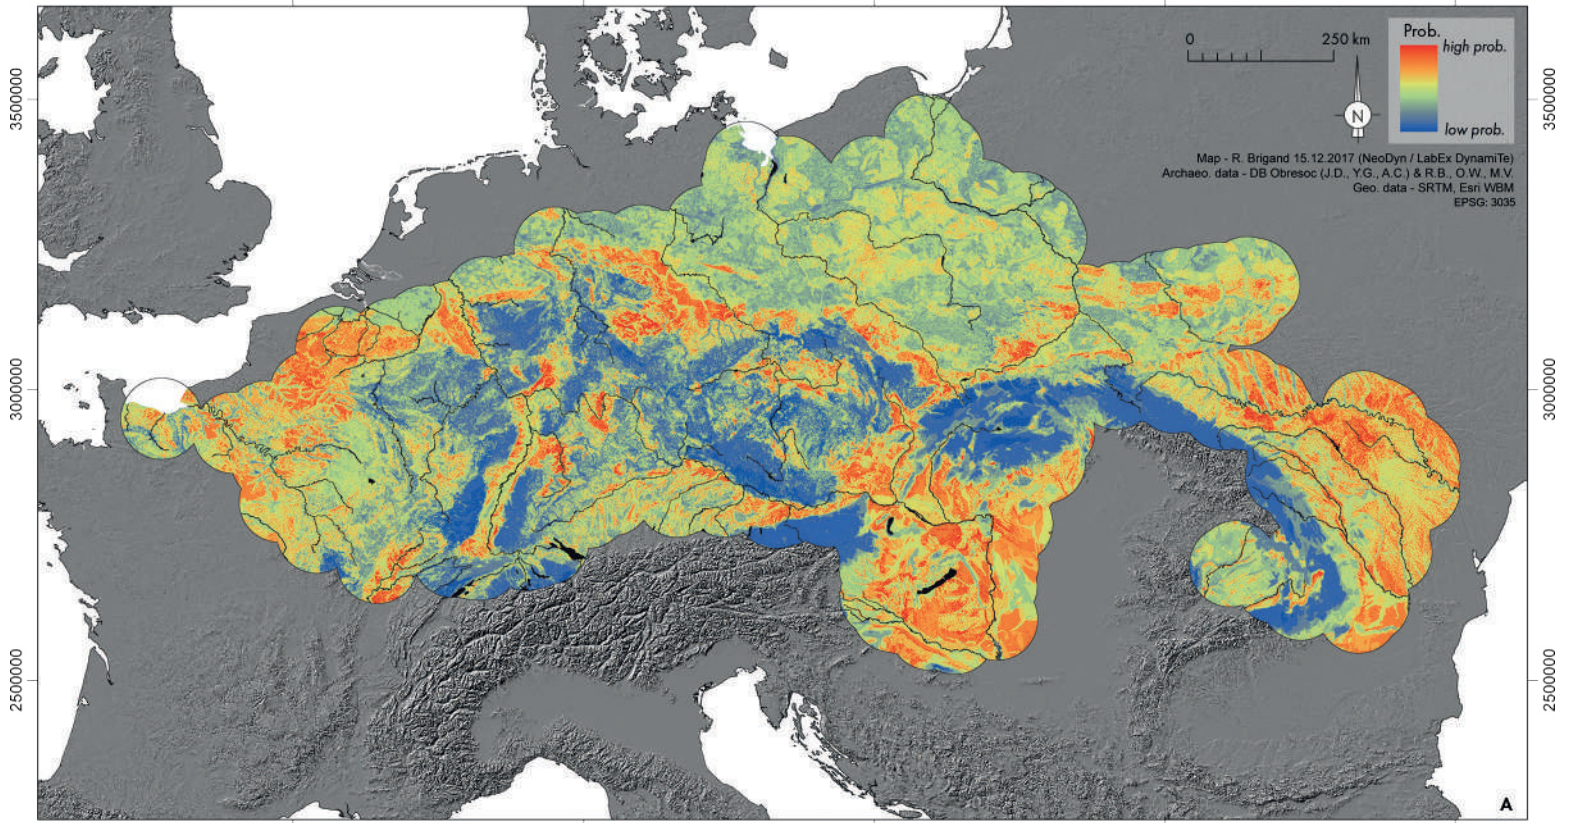 0 250 km
Prob.
high prob.
low prob.
N
Map - R. Brigand 15.12.2017 (NeoDyn / LabEx DynamiTe)
Archaeo. data - DB Obresoc (J.D., Y.G., A.C.) & R.B., O.W., M.V.
Geo. data - SRTM, Esri WBM
EPSG: 3035
3500000
3500000
3000000
3000000
2500000
2500000
A